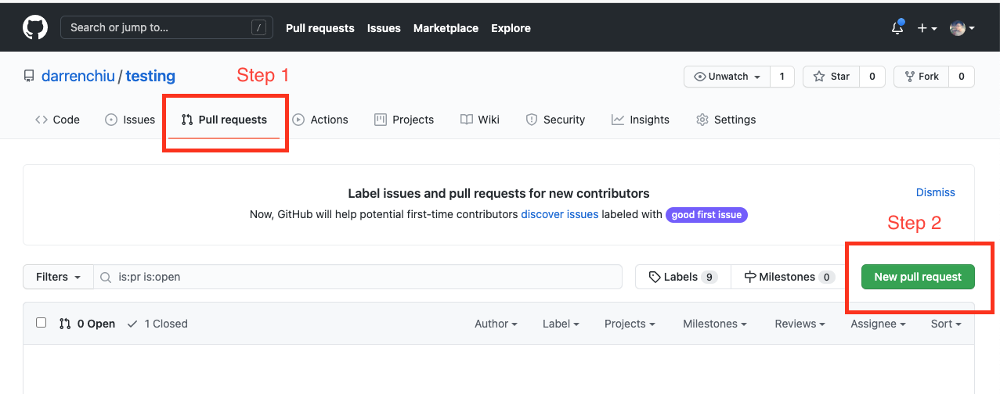 Search or jump to... / Pull requests Issues Marketplace Explore
darrenchiu / testing Step 1 Unwatch 1 Star 0 Fork 0
Code Issues Pull requests Actions Projects Wiki Security Insights Settings
Label issues and pull requests for new contributors Dismiss
Now, GitHub will help potential first-time contributors discover issues labeled with good first issue
Step 2
Filters is:pr is:open Labels 9 Milestones 0 New pull request
0 Open 1 Closed Author Label Projects Milestones Reviews Assignee Sort